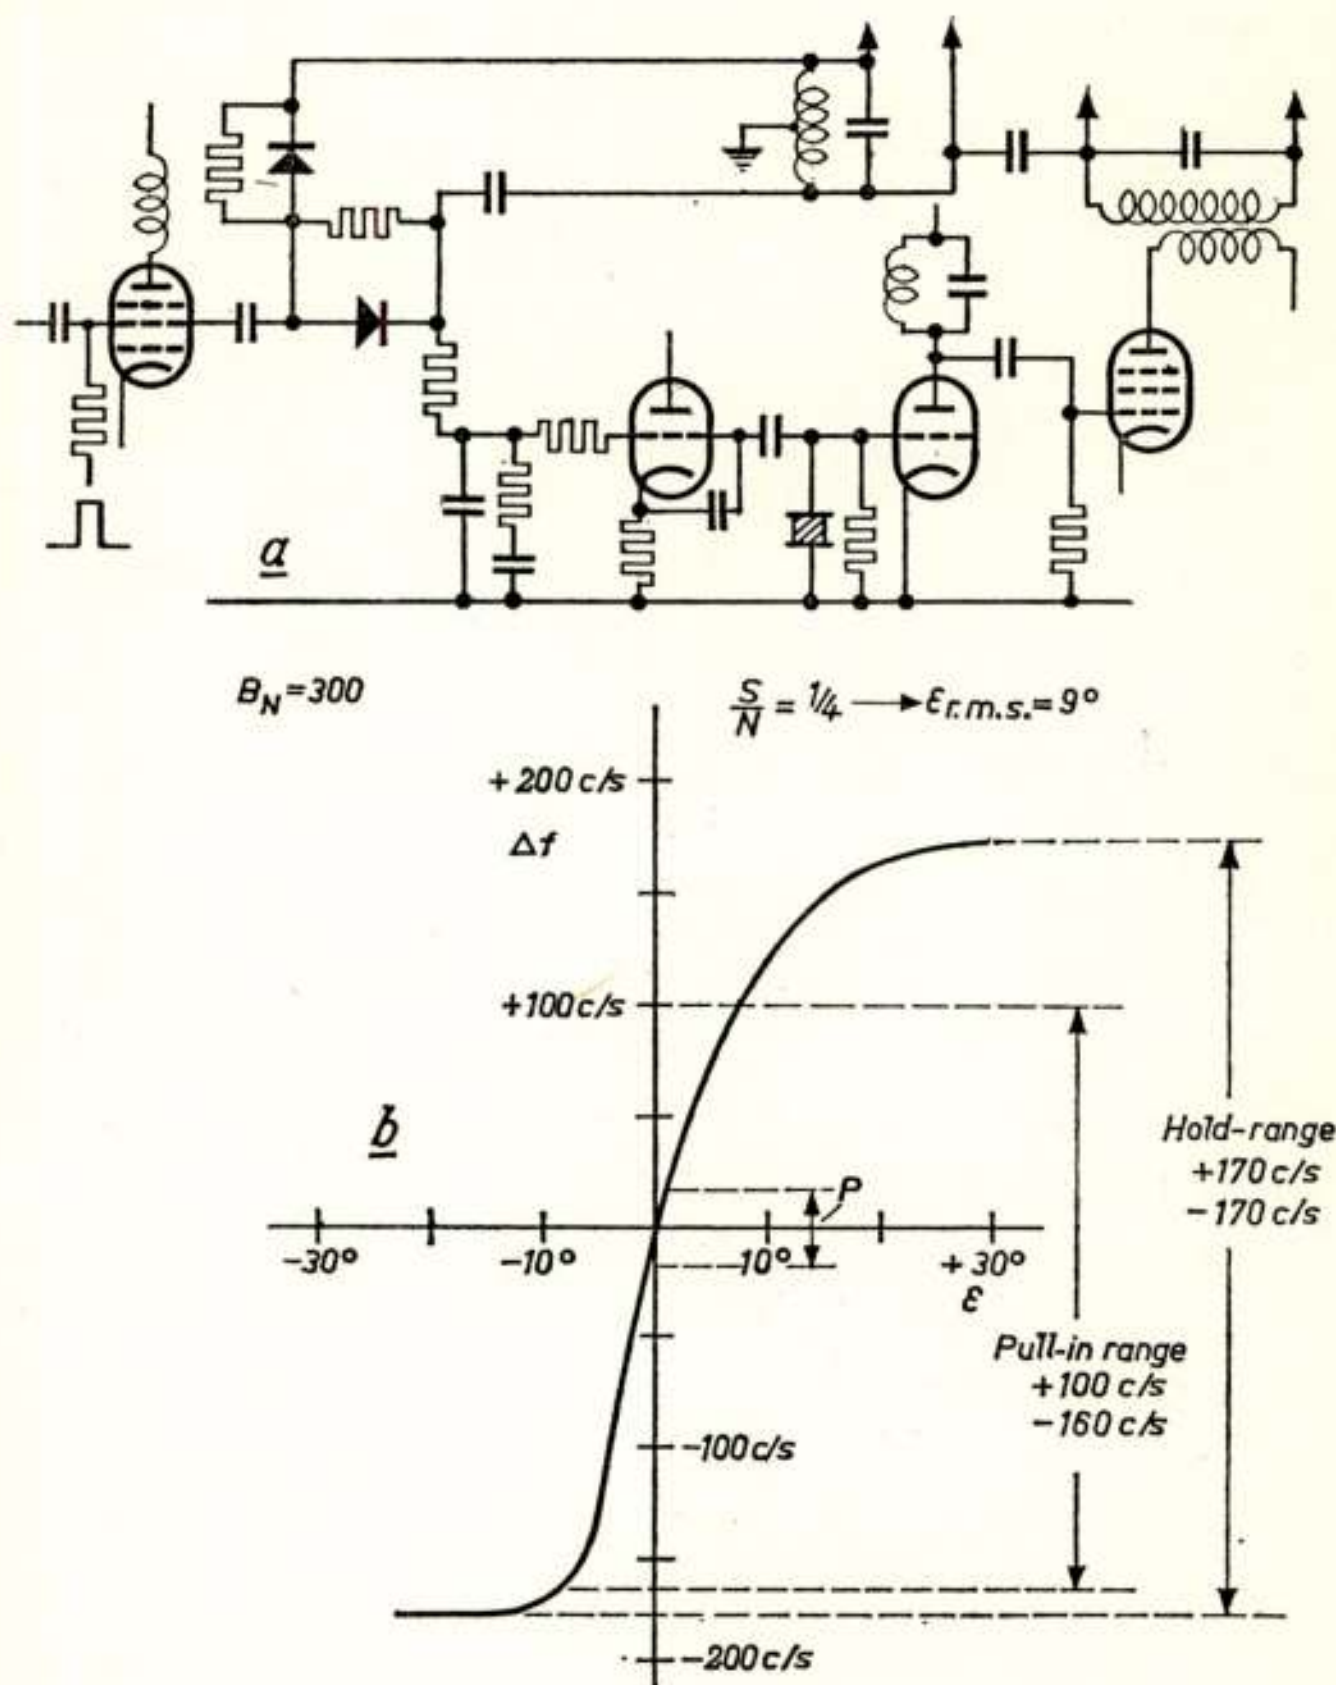 a
B_N = 300
S/N = 1/4 → ε r.m.s. = 9°
+200 c/s
Δf
+100 c/s
b
P
Hold-range
+170 c/s
-170 c/s
-30°
-10°
10°
+30°
ε
Pull-in range
+100 c/s
-160 c/s
-100 c/s
-200 c/s